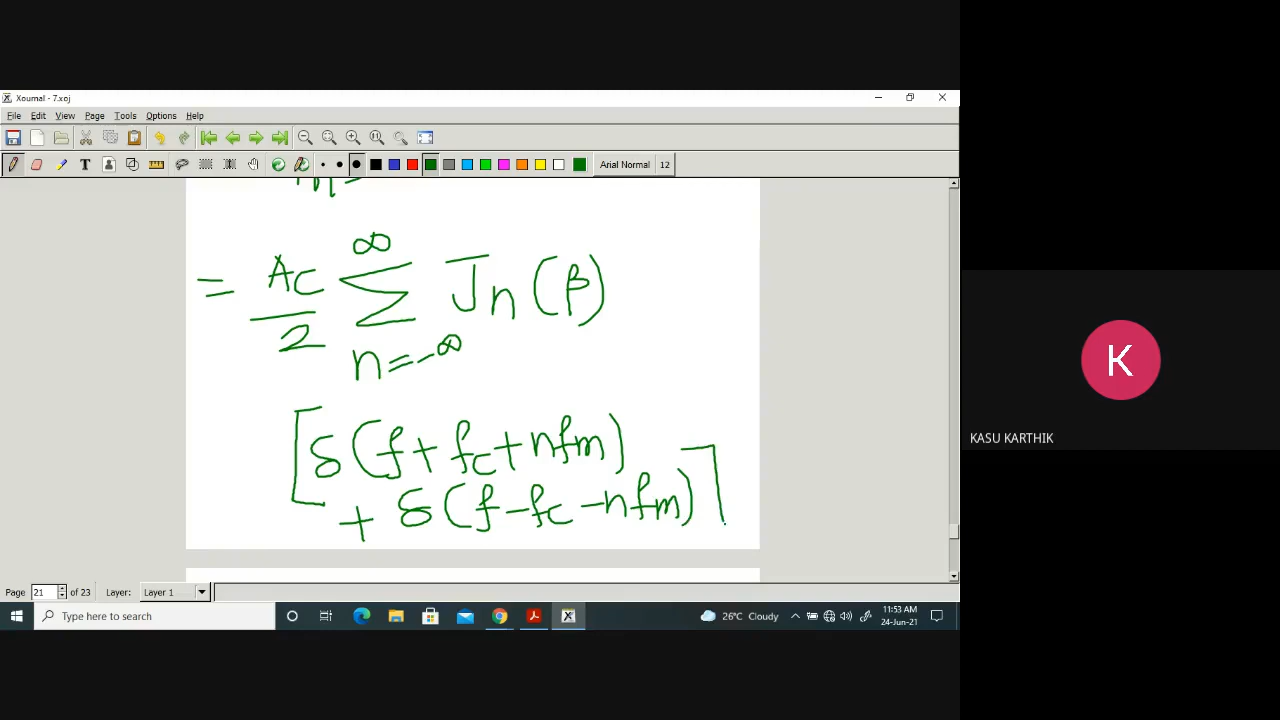 Xournal - 7.xoj
File Edit View Page Tools Options Help
Arial Normal 12
= Ac/2 ∑ n=-∞ ∞ Jn(β)
[δ(f+fc+nfm)
+ δ(f-fc-nfm)]
K
KASU KARTHIK
Page 21 of 23 Layer: Layer 1
Type here to search
26°C Cloudy
11:53 AM
24-Jun-21